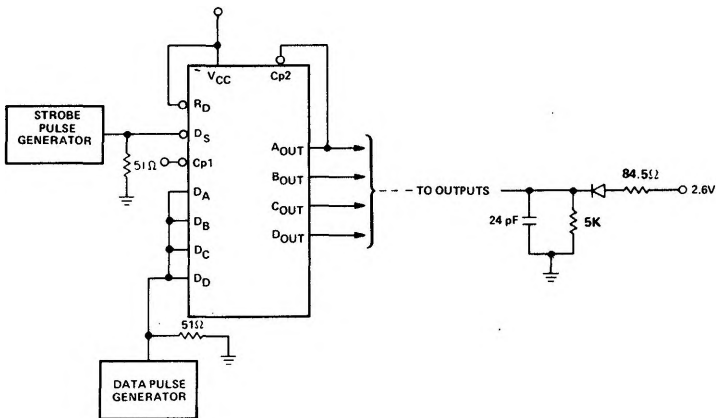 VCC
Cp2
RD
STROBE
PULSE
GENERATOR
DS
51Ω
Cp1
AOUT
BOUT
COUT
DOUT
DA
DB
DC
DD
TO OUTPUTS
84.5Ω
2.6V
24 pF
5K
51Ω
DATA PULSE
GENERATOR